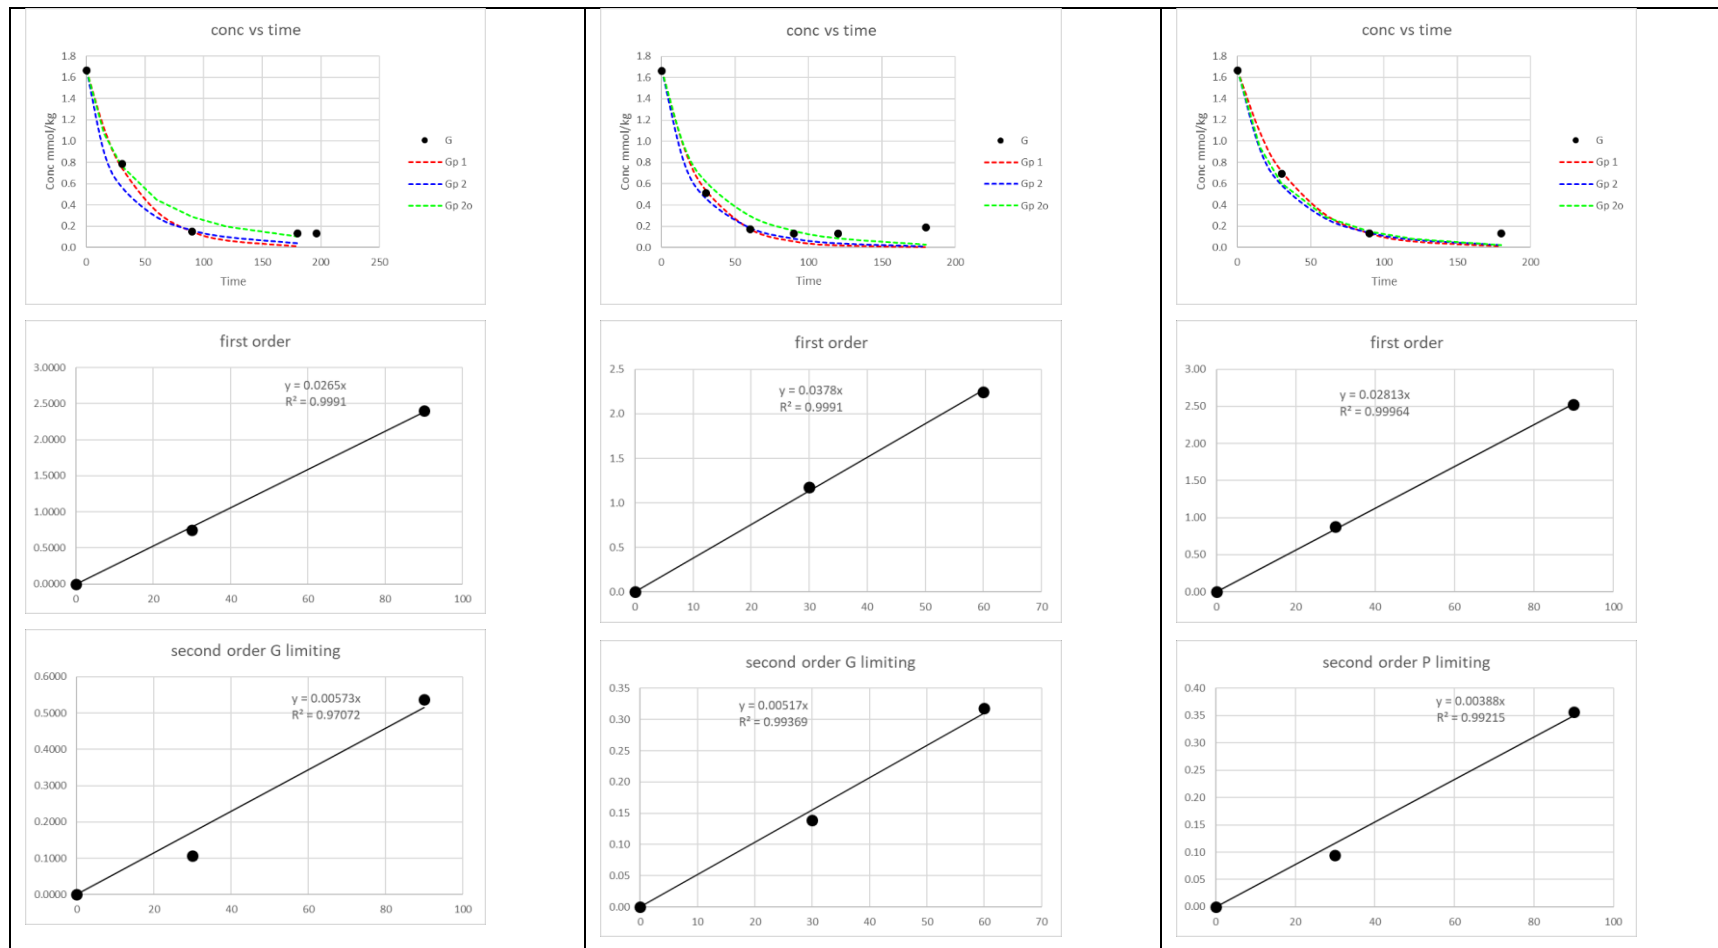 conc vs time
1.8
1.6
1.4
1.2
1.0
0.8
0.6
0.4
0.2
0.0
Conc mmol/kg
0 50 100 150 200 250
Time
G
Gp 1
Gp 2
Gp 2o
first order
3.0000
2.5000
2.0000
1.5000
1.0000
0.5000
0.0000
y = 0.0265x
R² = 0.9991
0 20 40 60 80 100
second order G limiting
0.6000
0.5000
0.4000
0.3000
0.2000
0.1000
0.0000
y = 0.00573x
R² = 0.97072
0 20 40 60 80 100
conc vs time
1.8
1.6
1.4
1.2
1.0
0.8
0.6
0.4
0.2
0.0
Conc mmol/kg
0 50 100 150 200
Time
G
Gp 1
Gp 2
Gp 2o
first order
2.5
2.0
1.5
1.0
0.5
0.0
y = 0.0378x
R² = 0.9991
0 10 20 30 40 50 60 70
second order G limiting
0.35
0.30
0.25
0.20
0.15
0.10
0.05
0.00
y = 0.00517x
R² = 0.99369
0 10 20 30 40 50 60 70
conc vs time
1.8
1.6
1.4
1.2
1.0
0.8
0.6
0.4
0.2
0.0
Conc mmol/kg
0 50 100 150 200
Time
G
Gp 1
Gp 2
Gp 2o
first order
3.00
2.50
2.00
1.50
1.00
0.50
0.00
y = 0.02813x
R² = 0.99964
0 20 40 60 80 100
second order P limiting
0.40
0.35
0.30
0.25
0.20
0.15
0.10
0.05
0.00
y = 0.00388x
R² = 0.99215
0 20 40 60 80 100